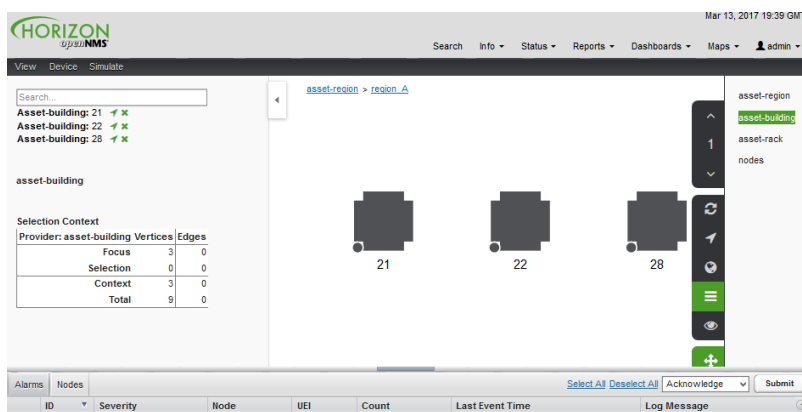 Mar 13, 2017 19:39 GMT
HORIZON
openNMS
Search Info Status Reports Dashboards Maps admin
View Device Simulate
Search...
Asset-building: 21
Asset-building: 22
Asset-building: 28
asset-building
Selection Context
Provider: asset-building Vertices Edges
Focus 3 0
Selection 0 0
Context 3 0
Total 9 0
asset-region > region_A
21 22 28
1
asset-region
asset-building
asset-rack
nodes
Alarms Nodes
Select All Deselect All Acknowledge Submit
ID Severity Node UEI Count Last Event Time Log Message